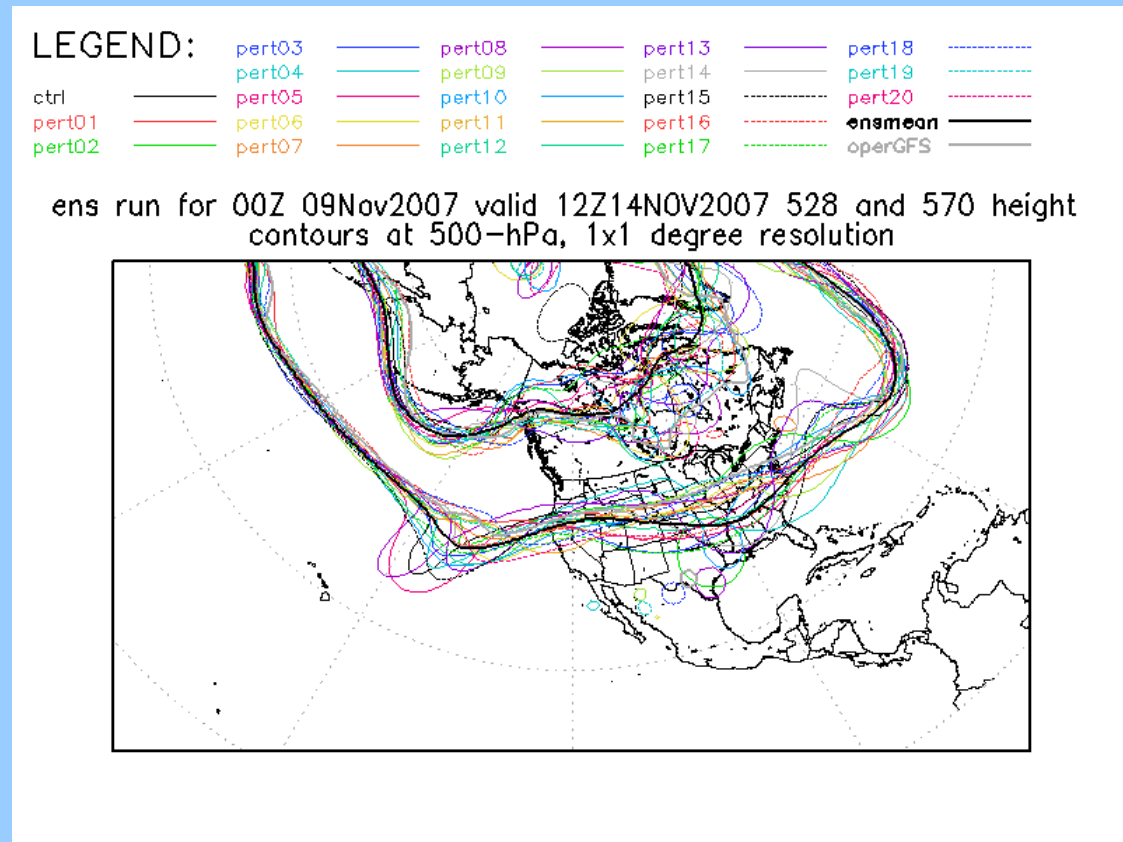 LEGEND: pert03 pert08 pert13 pert18
pert04 pert09 pert14 pert19
ctrl pert05 pert10 pert15 pert20
pert01 pert06 pert11 pert16 ensmean
pert02 pert07 pert12 pert17 operGFS
ens run for 00Z 09Nov2007 valid 12Z14NOV2007 528 and 570 height
contours at 500-hPa, 1x1 degree resolution